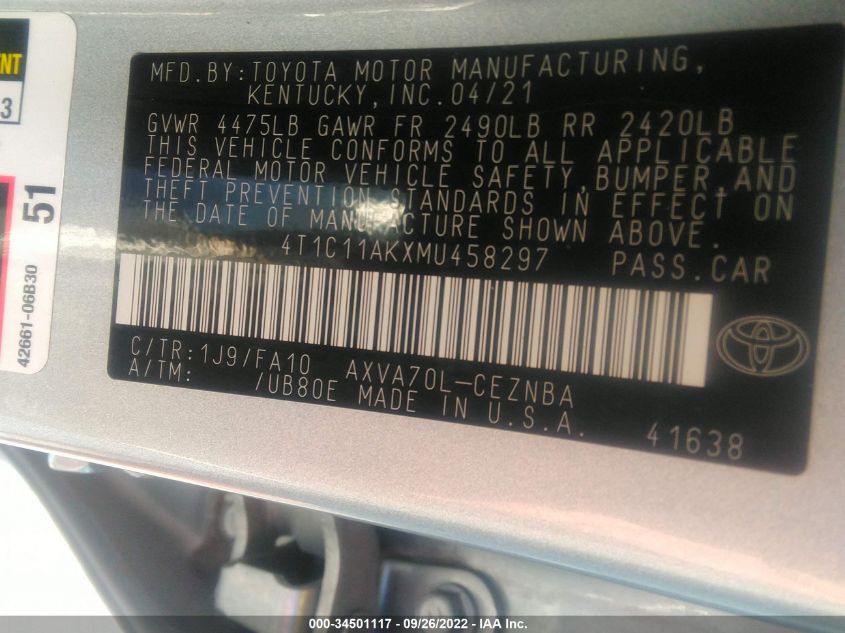 MFD.BY:TOYOTA MOTOR MANUFACTURING,
KENTUCKY,INC.04/21
GVWR 4475LB GAWR FR 2490LB RR 2420LB
THIS VEHICLE CONFORMS TO ALL APPLICABLE
FEDERAL MOTOR VEHICLE SAFETY,BUMPER,AND
THEFT PREVENTION STANDARDS IN EFFECT ON
THE DATE OF MANUFACTURE SHOWN ABOVE.
4T1C11AKXMU458297 PASS.CAR
C/TR:1J9/FA10 AXVA70L-CEZNBA
A/TM: /UB80E MADE IN U.S.A.
41638
51
42661-06B30
000-34501117 - 09/26/2022 - IAA Inc.